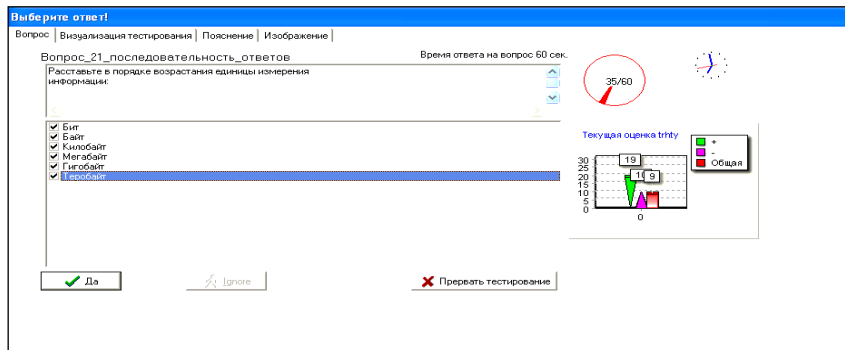 Выберите ответ!
Вопрос Визуализация тестирования Пояснение Изображение
Вопрос_21_последовательность_ответов
Время ответа на вопрос 60 сек.
Расставьте в порядке возрастания единицы измерения
информации:
35/60
Бит
Байт
Килобайт
Мегабайт
Гигобайт
Теробайт
Текущая оценка trhty
+
-
Общая
30
25
20
15
10
5
0
19
9
0
Да
Ignore
Прервать тестирование